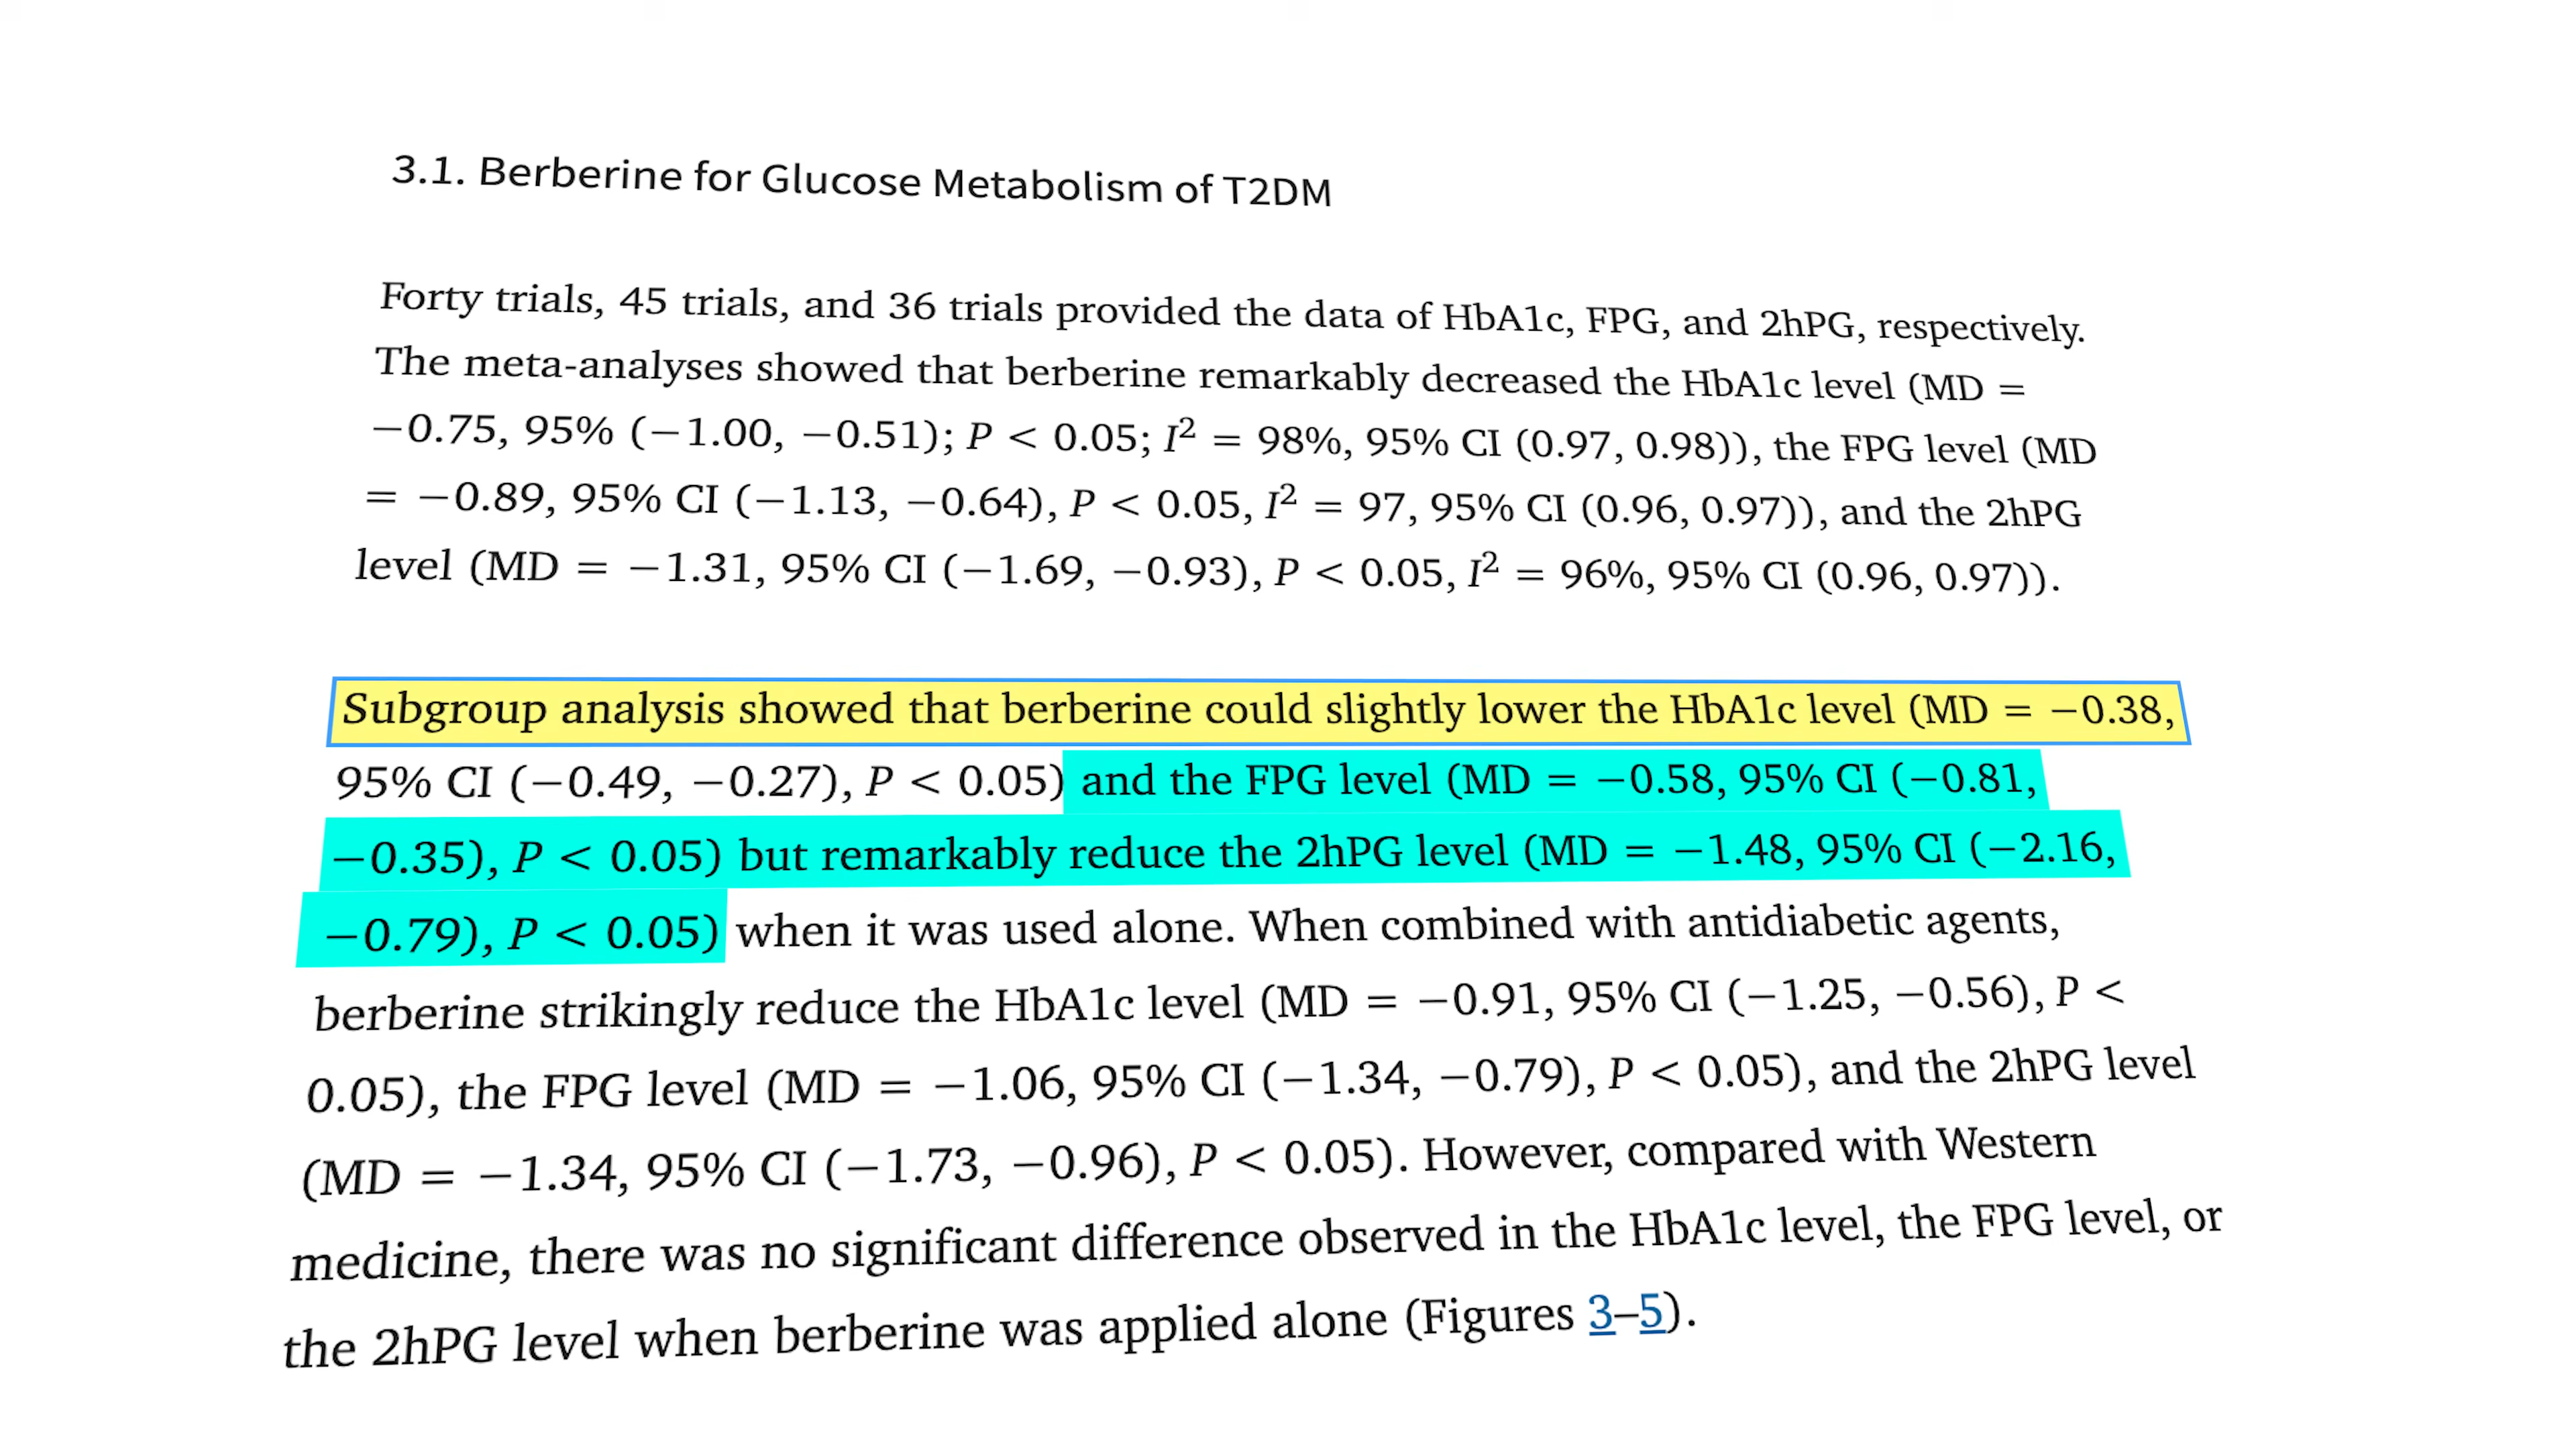 3.1. Berberine for Glucose Metabolism of T2DM
Forty trials, 45 trials, and 36 trials provided the data of HbA1c, FPG, and 2hPG, respectively.
The meta-analyses showed that berberine remarkably decreased the HbA1c level (MD =
−0.75, 95% (−1.00, −0.51); P < 0.05; I² = 98%, 95% CI (0.97, 0.98)), the FPG level (MD
= −0.89, 95% CI (−1.13, −0.64), P < 0.05, I² = 97, 95% CI (0.96, 0.97)), and the 2hPG
level (MD = −1.31, 95% CI (−1.69, −0.93), P < 0.05, I² = 96%, 95% CI (0.96, 0.97)).
Subgroup analysis showed that berberine could slightly lower the HbA1c level (MD = −0.38,
95% CI (−0.49, −0.27), P < 0.05) and the FPG level (MD = −0.58, 95% CI (−0.81,
−0.35), P < 0.05) but remarkably reduce the 2hPG level (MD = −1.48, 95% CI (−2.16,
−0.79), P < 0.05) when it was used alone. When combined with antidiabetic agents,
berberine strikingly reduce the HbA1c level (MD = −0.91, 95% CI (−1.25, −0.56), P <
0.05), the FPG level (MD = −1.06, 95% CI (−1.34, −0.79), P < 0.05), and the 2hPG level
(MD = −1.34, 95% CI (−1.73, −0.96), P < 0.05). However, compared with Western
medicine, there was no significant difference observed in the HbA1c level, the FPG level, or
the 2hPG level when berberine was applied alone (Figures 3–5).